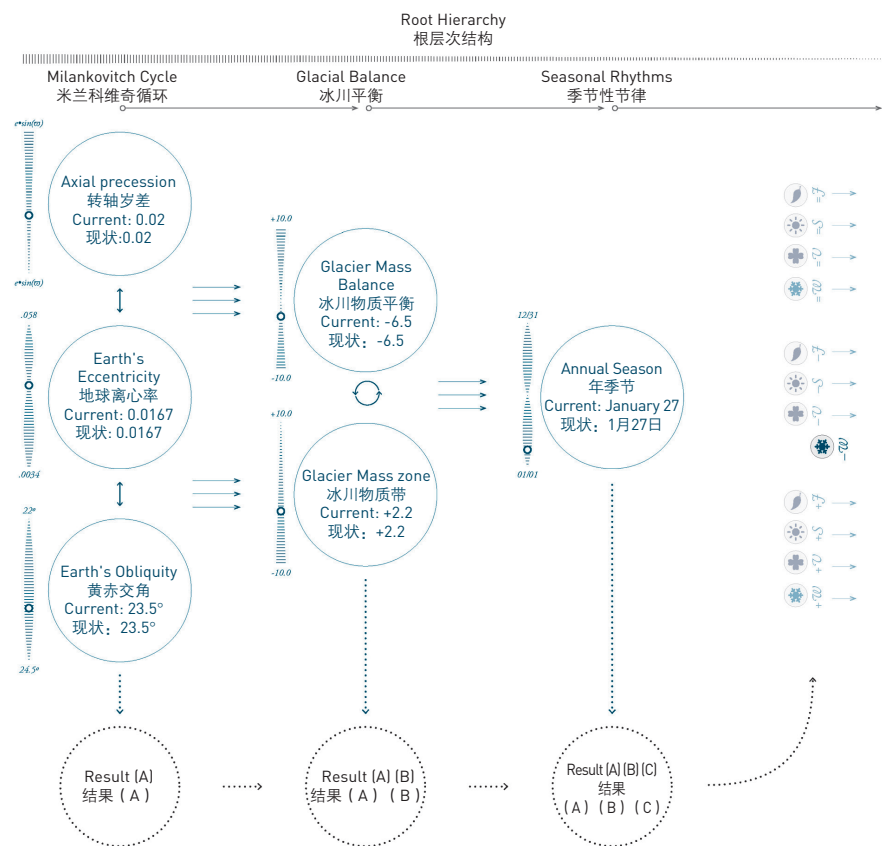 Root Hierarchy
根层次结构
Milankovitch Cycle
米兰科维奇循环
Glacial Balance
冰川平衡
Seasonal Rhythms
季节性节律
e•sin(ϖ)
Axial precession
转轴岁差
Current: 0.02
现状:0.02
e•sin(ϖ)
.058
Earth's
Eccentricity
地球离心率
Current: 0.0167
现状: 0.0167
.0034
22º
Earth's Obliquity
黄赤交角
Current: 23.5°
现状：23.5°
24.5º
+10.0
Glacier Mass
Balance
冰川物质平衡
Current: -6.5
现状：-6.5
-10.0
+10.0
Glacier Mass zone
冰川物质带
Current: +2.2
现状：+2.2
-10.0
12/31
Annual Season
年季节
Current: January 27
现状：1月27日
01/01
Result (A)
结果 ( A )
Result (A) (B)
结果 ( A ) ( B )
Result (A) (B) (C)
结果
( A ) ( B ) ( C )